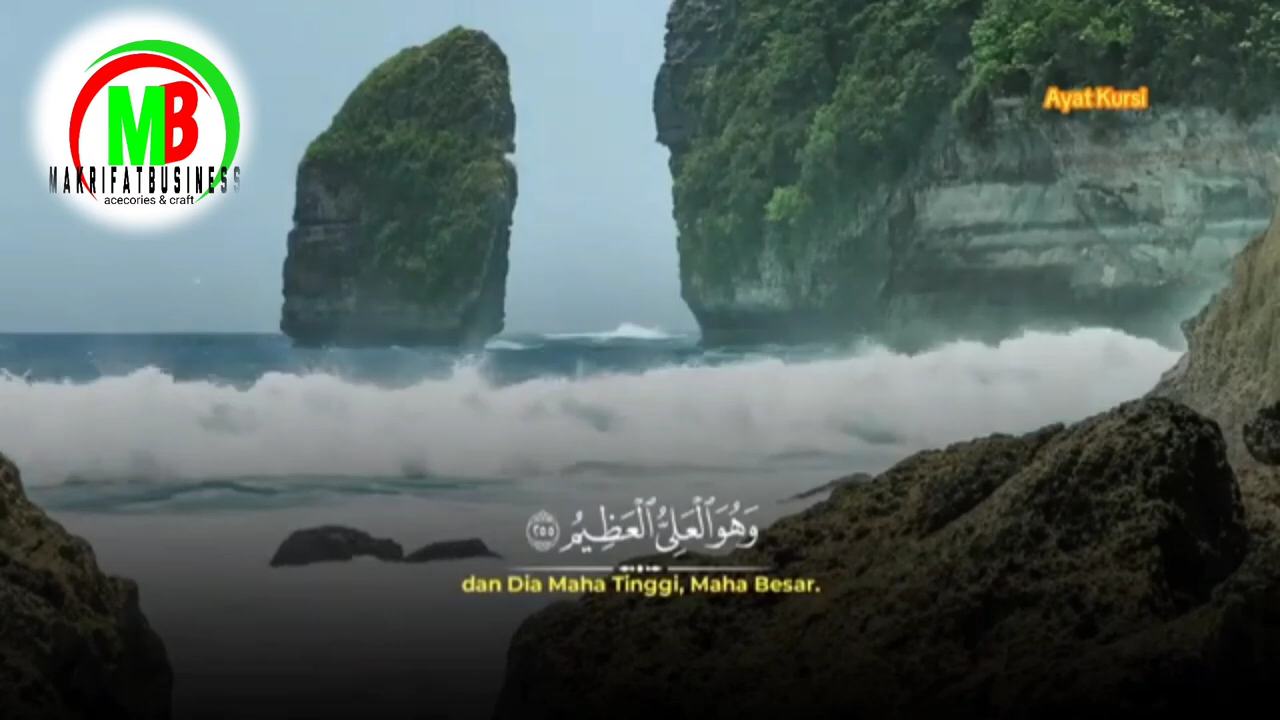 MB
MAKRIFATBUSINESS
acecories & craft
Ayat Kursi
وَهُوَ ٱلْعَلِىُّ ٱلْعَظِيمُ ٢٥٥
dan Dia Maha Tinggi, Maha Besar.